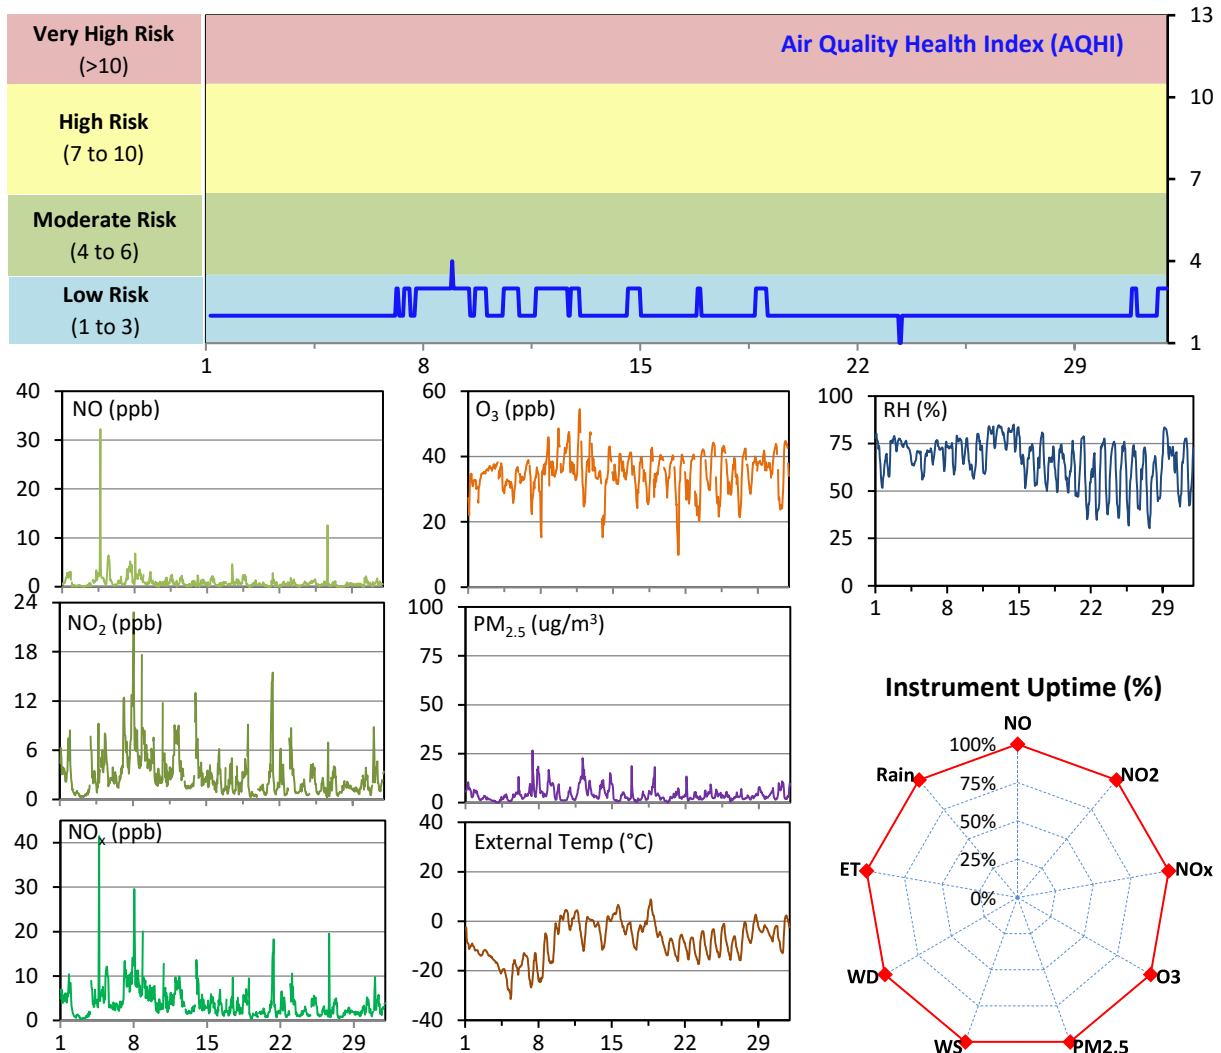 Very High Risk
(>10)
High Risk
(7 to 10)
Moderate Risk
(4 to 6)
Low Risk
(1 to 3)
Air Quality Health Index (AQHI)
13
10
7
4
1
1 8 15 22 29
NO (ppb)
40
30
20
10
0
O3 (ppb)
60
40
20
0
RH (%)
100
75
50
25
0
1 8 15 22 29
NO2 (ppb)
24
18
12
6
0
PM2.5 (ug/m³)
100
75
50
25
0
NOx (ppb)
40
30
20
10
0
1 8 15 22 29
External Temp (°C)
40
20
0
-20
-40
1 8 15 22 29
Instrument Uptime (%)
NO
NO2
NOx
O3
PM2.5
WS
WD
ET
Rain
100%
75%
50%
25%
0%